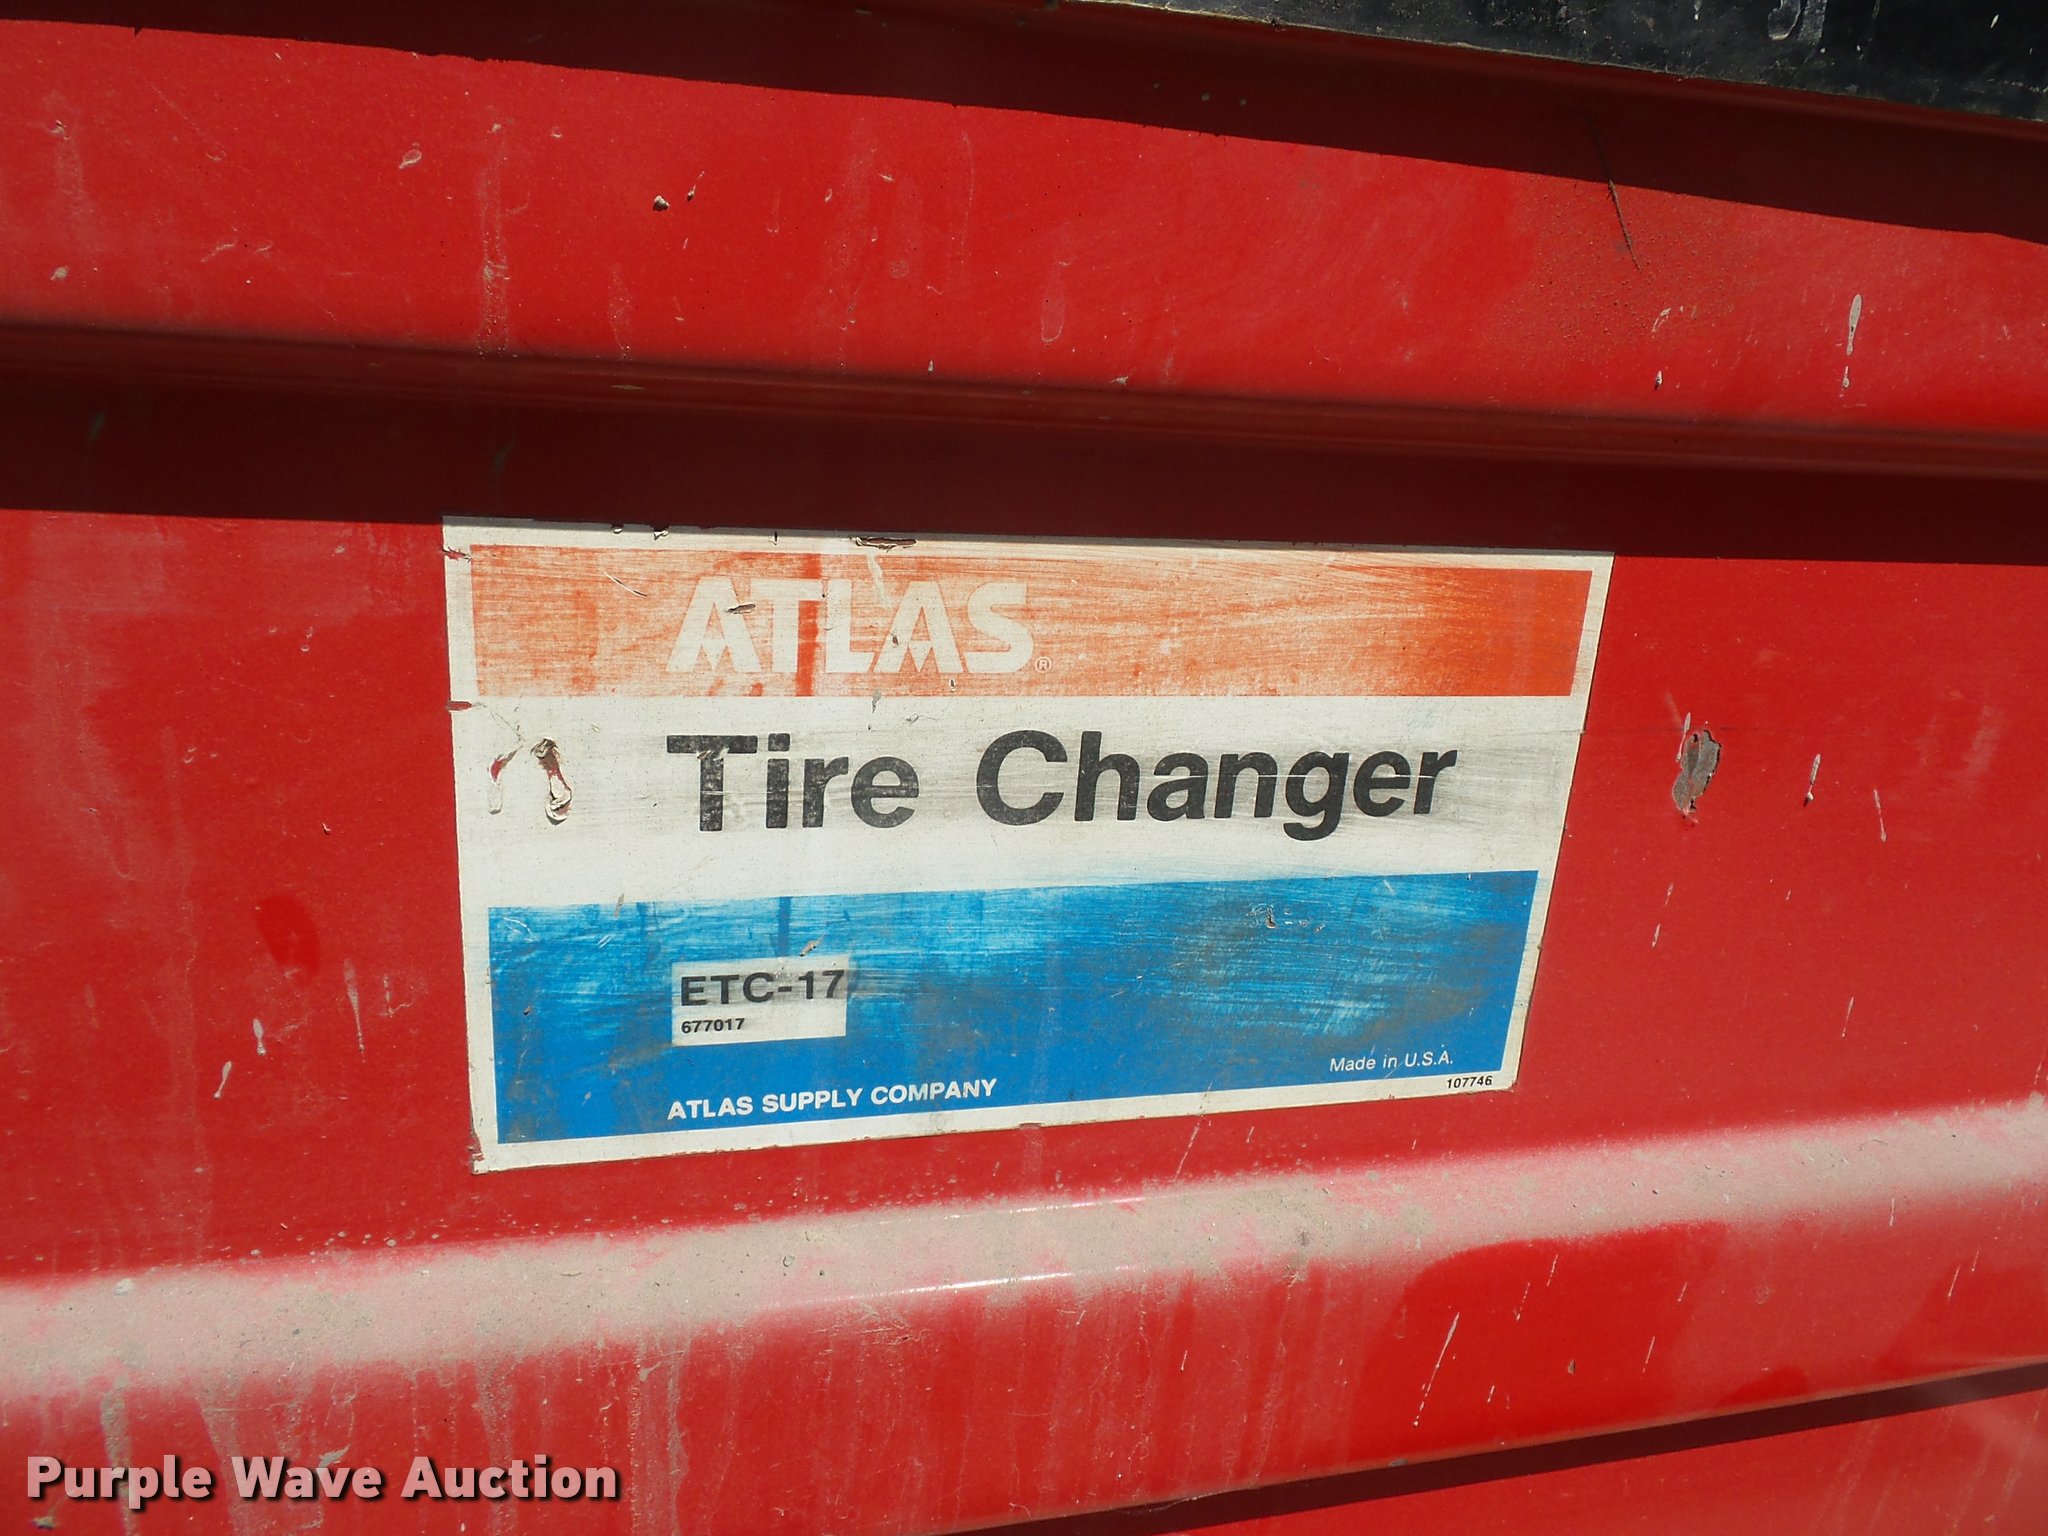 ATLAS®
Tire Changer
ETC-17
677017
Made in U.S.A.
107746
ATLAS SUPPLY COMPANY
Purple Wave Auction